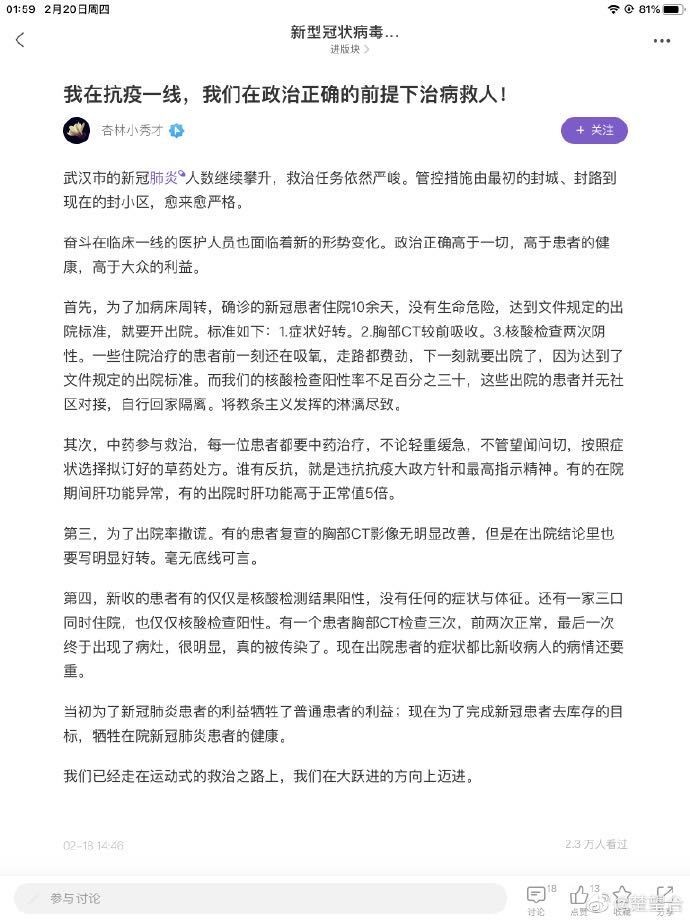 01:59 2月20日周四
81%
新型冠状病毒...
进版块
我在抗疫一线，我们在政治正确的前提下治病救人！
杏林小秀才
+ 关注
武汉市的新冠肺炎人数继续攀升，救治任务依然严峻。管控措施由最初的封城、封路到
现在的封小区，愈来愈严格。
奋斗在临床一线的医护人员也面临着新的形势变化。政治正确高于一切，高于患者的健
康，高于大众的利益。
首先，为了加病床周转，确诊的新冠患者住院10余天，没有生命危险，达到文件规定的出
院标准，就要开出院。标准如下：1.症状好转。2.胸部CT较前吸收。3.核酸检查两次阴
性。一些住院治疗的患者前一刻还在吸氧，走路都费劲，下一刻就要出院了，因为达到了
文件规定的出院标准。而我们的核酸检查阳性率不足百分之三十，这些出院的患者并无社
区对接，自行回家隔离。将教条主义发挥的淋漓尽致。
其次，中药参与救治，每一位患者都要中药治疗，不论轻重缓急，不管望闻问切，按照症
状选择拟订好的草药处方。谁有反抗，就是违抗抗疫大政方针和最高指示精神。有的在院
期间肝功能异常，有的出院时肝功能高于正常值5倍。
第三，为了出院率撒谎。有的患者复查的胸部CT影像无明显改善，但是在出院结论里也
要写明显好转。毫无底线可言。
第四，新收的患者有的仅仅是核酸检测结果阳性，没有任何的症状与体征。还有一家三口
同时住院，也仅仅核酸检查阳性。有一个患者胸部CT检查三次，前两次正常，最后一次
终于出现了病灶，很明显，真的被传染了。现在出院患者的症状都比新收病人的病情还要
重。
当初为了新冠肺炎患者的利益牺牲了普通患者的利益；现在为了完成新冠患者去库存的目
标，牺牲在院新冠肺炎患者的健康。
我们已经走在运动式的救治之路上，我们在大跃进的方向上迈进。
02-18 14:46
2.3 万人看过
参与讨论
18
13
讨论
点赞
收藏
分享
@楚望台